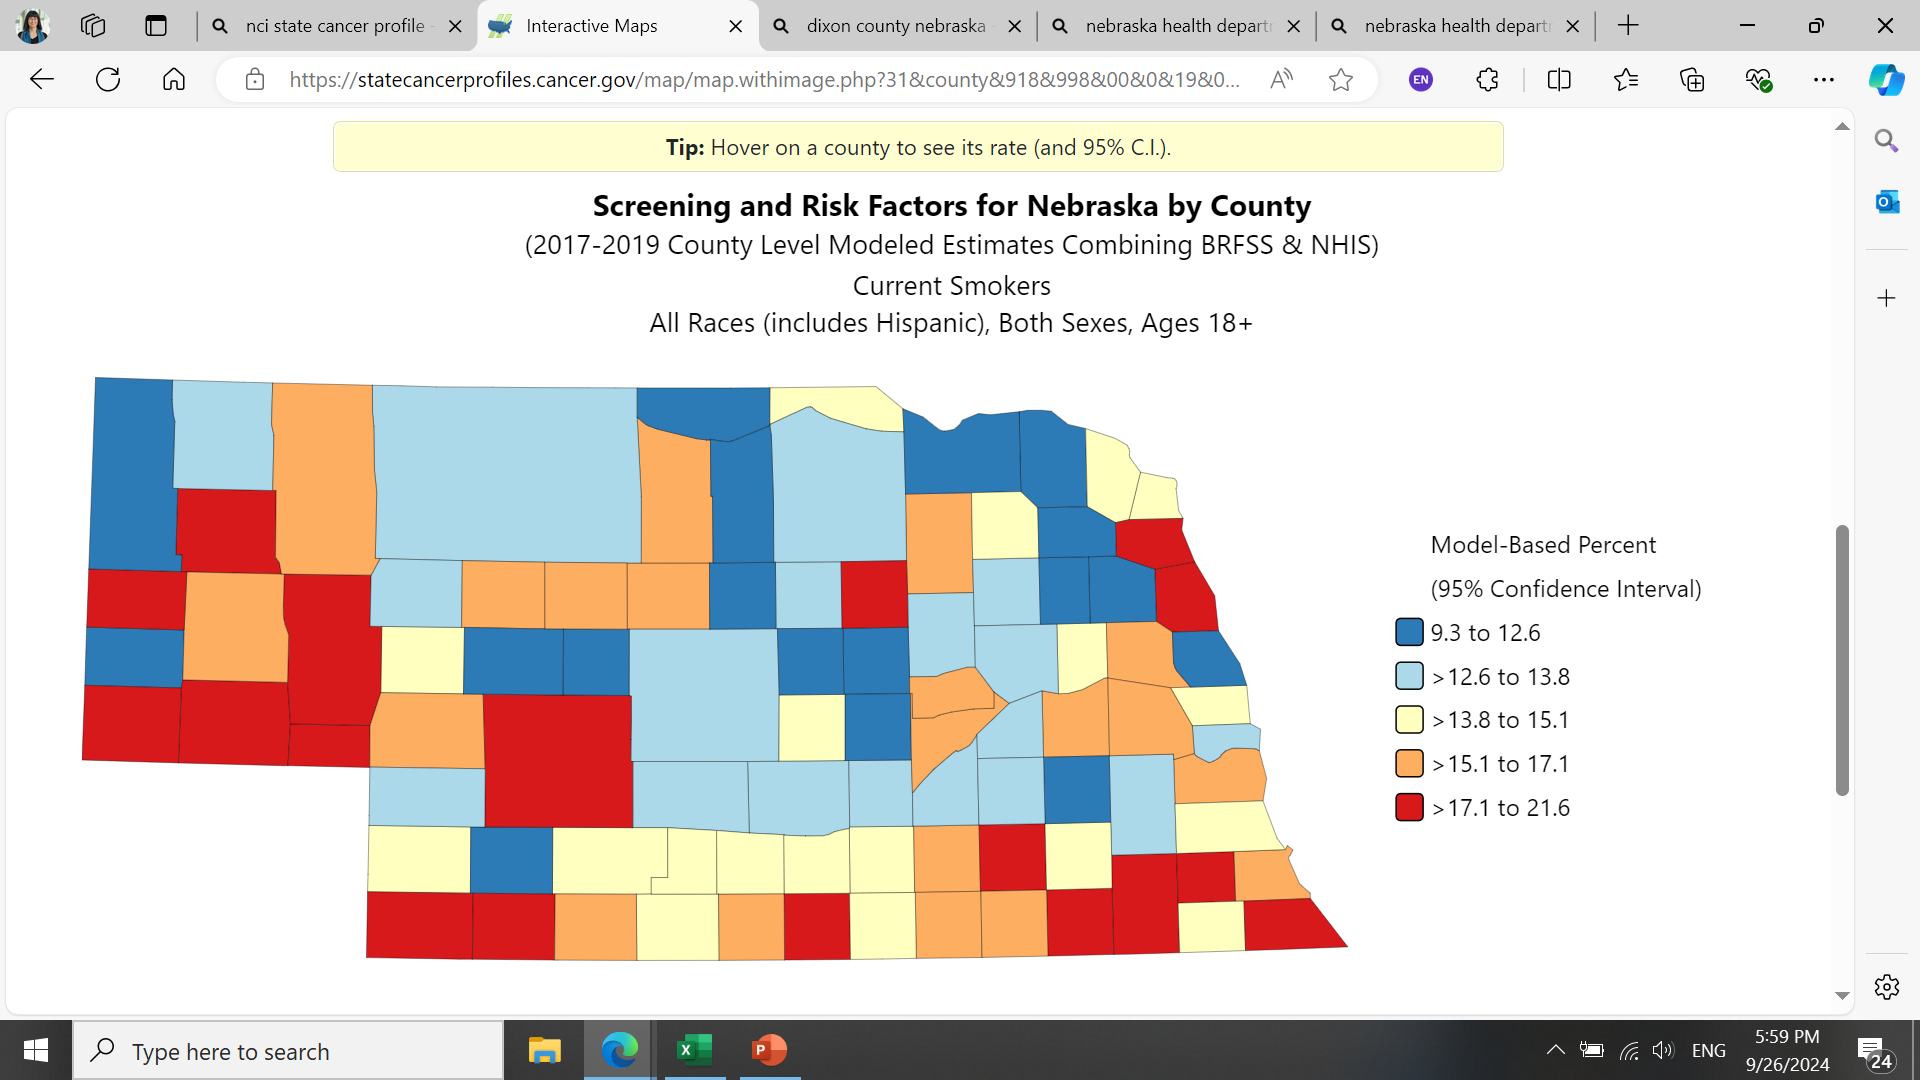 nci state cancer profile -
Interactive Maps
dixon county nebraska -
nebraska health departm
nebraska health departm
https://statecancerprofiles.cancer.gov/map/map.withimage.php?31&county&918&998&00&0&19&0...
EN
Tip: Hover on a county to see its rate (and 95% C.I.).
Screening and Risk Factors for Nebraska by County
(2017-2019 County Level Modeled Estimates Combining BRFSS & NHIS)
Current Smokers
All Races (includes Hispanic), Both Sexes, Ages 18+
Model-Based Percent
(95% Confidence Interval)
9.3 to 12.6
>12.6 to 13.8
>13.8 to 15.1
>15.1 to 17.1
>17.1 to 21.6
Type here to search
ENG
5:59 PM
9/26/2024
24